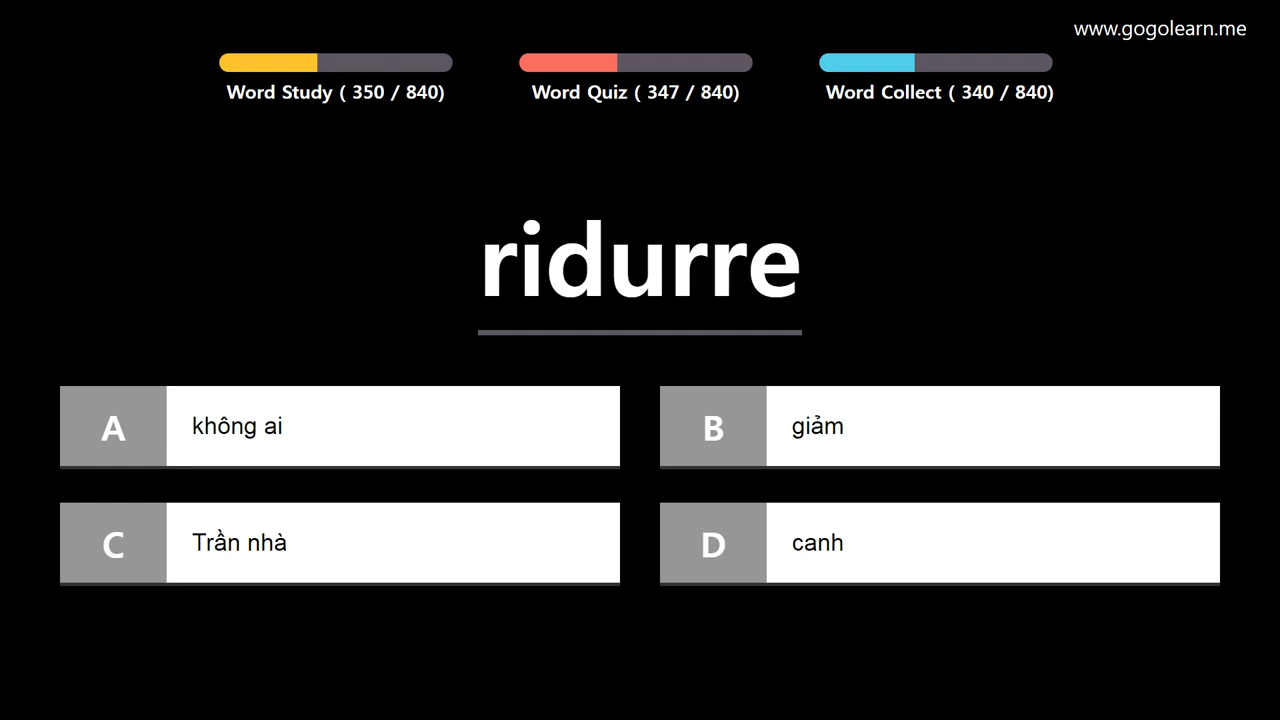 www.gogolearn.me
Word Study ( 350 / 840)
Word Quiz ( 347 / 840)
Word Collect ( 340 / 840)
ridurre
A
không ai
B
giảm
C
Trần nhà
D
canh